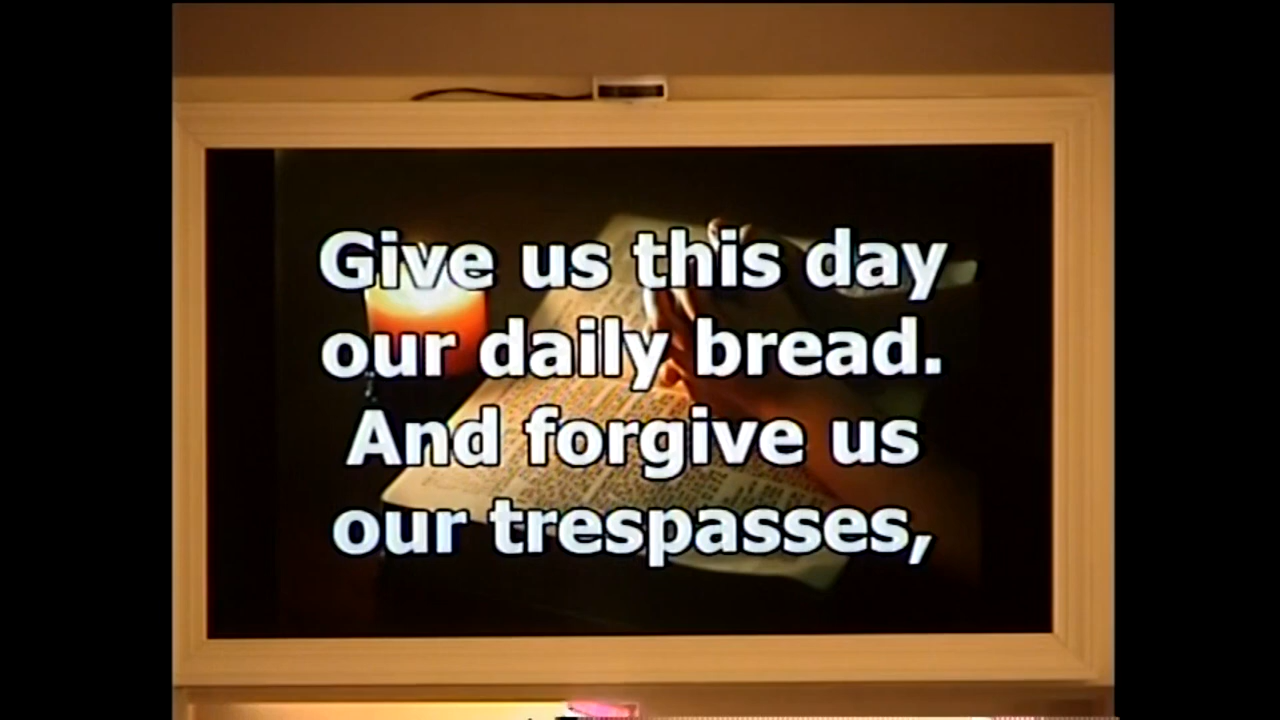 Give us this day
our daily bread.
And forgive us
our trespasses,